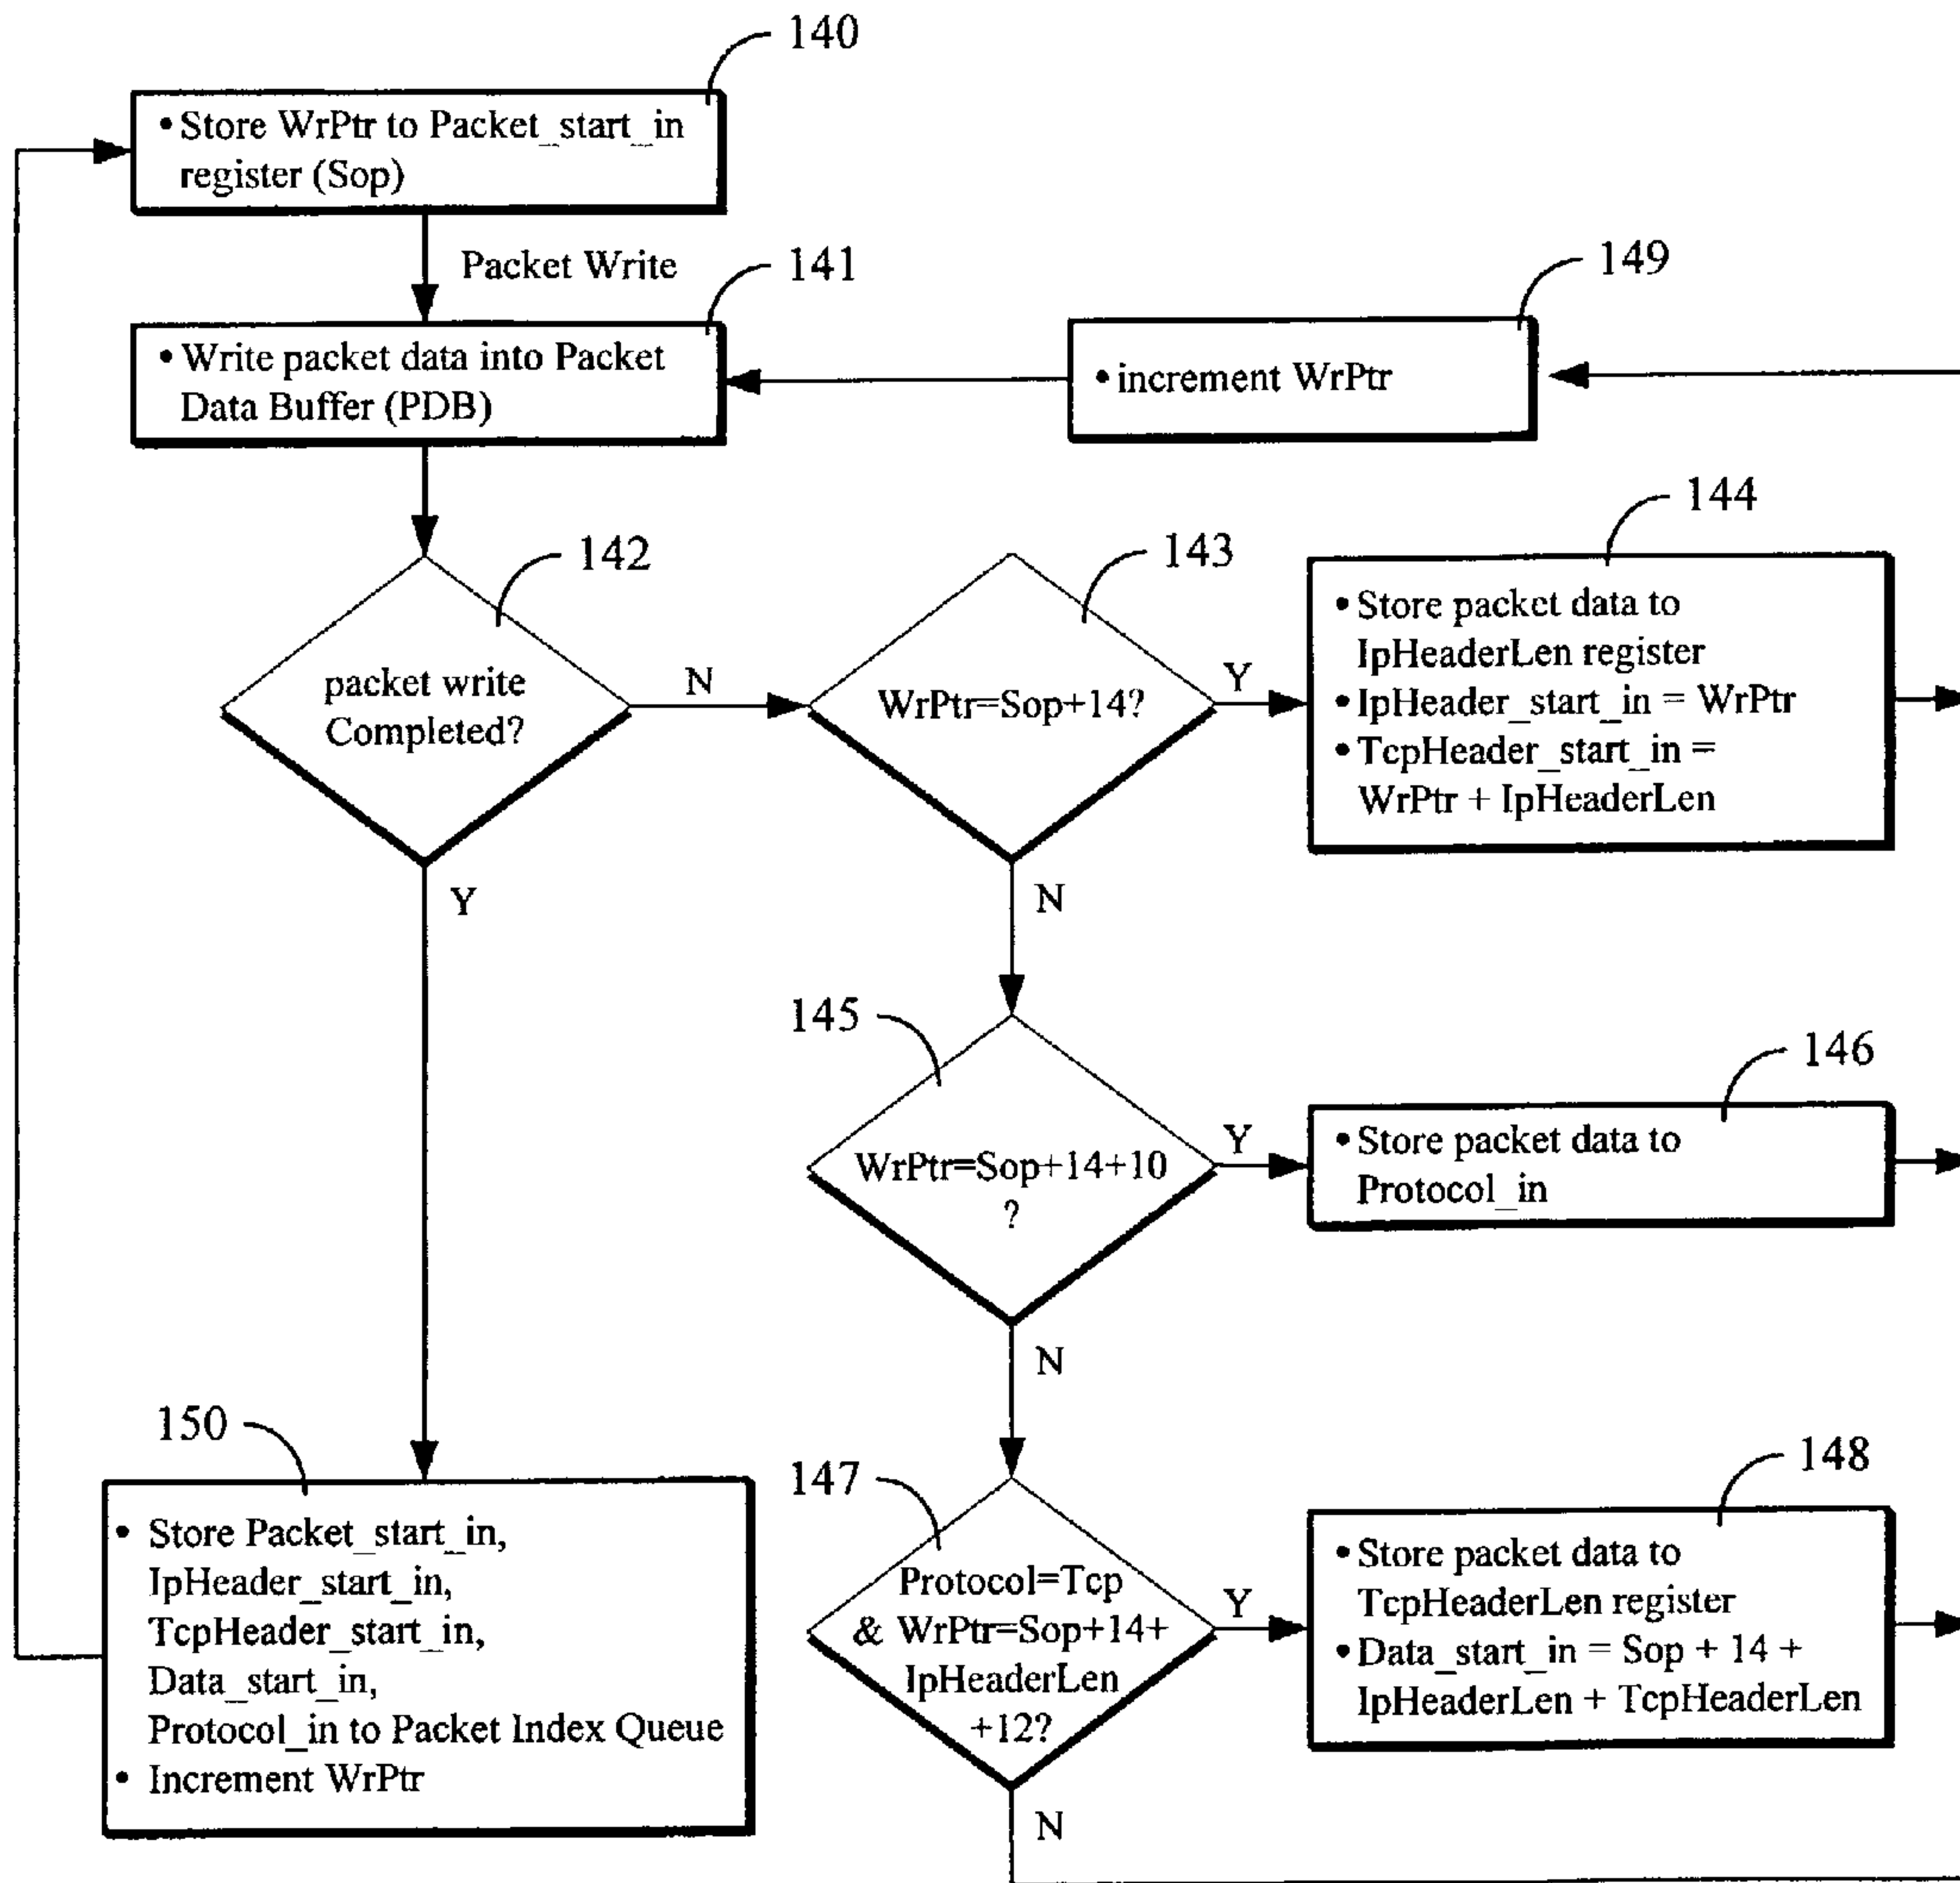 140
• Store WrPtr to Packet_start_in
register (Sop)
Packet Write
141
• Write packet data into Packet
Data Buffer (PDB)
149
• increment WrPtr
142
packet write
Completed?
N
Y
143
WrPtr=Sop+14?
Y
N
144
• Store packet data to
IpHeaderLen register
• IpHeader_start_in = WrPtr
• TcpHeader_start_in =
WrPtr + IpHeaderLen
145
WrPtr=Sop+14+10
?
Y
N
146
• Store packet data to
Protocol_in
147
Protocol=Tcp
& WrPtr=Sop+14+
IpHeaderLen
+12?
Y
N
148
• Store packet data to
TcpHeaderLen register
• Data_start_in = Sop + 14 +
IpHeaderLen + TcpHeaderLen
150
• Store Packet_start_in,
IpHeader_start_in,
TcpHeader_start_in,
Data_start_in,
Protocol_in to Packet Index Queue
• Increment WrPtr